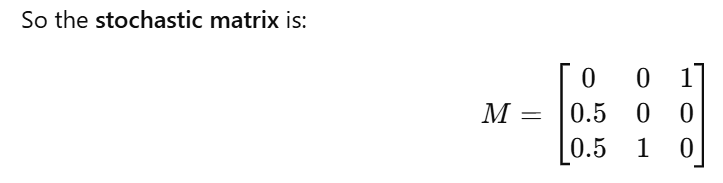 So the stochastic matrix is:
0 0 1
M = 0.5 0 0
0.5 1 0